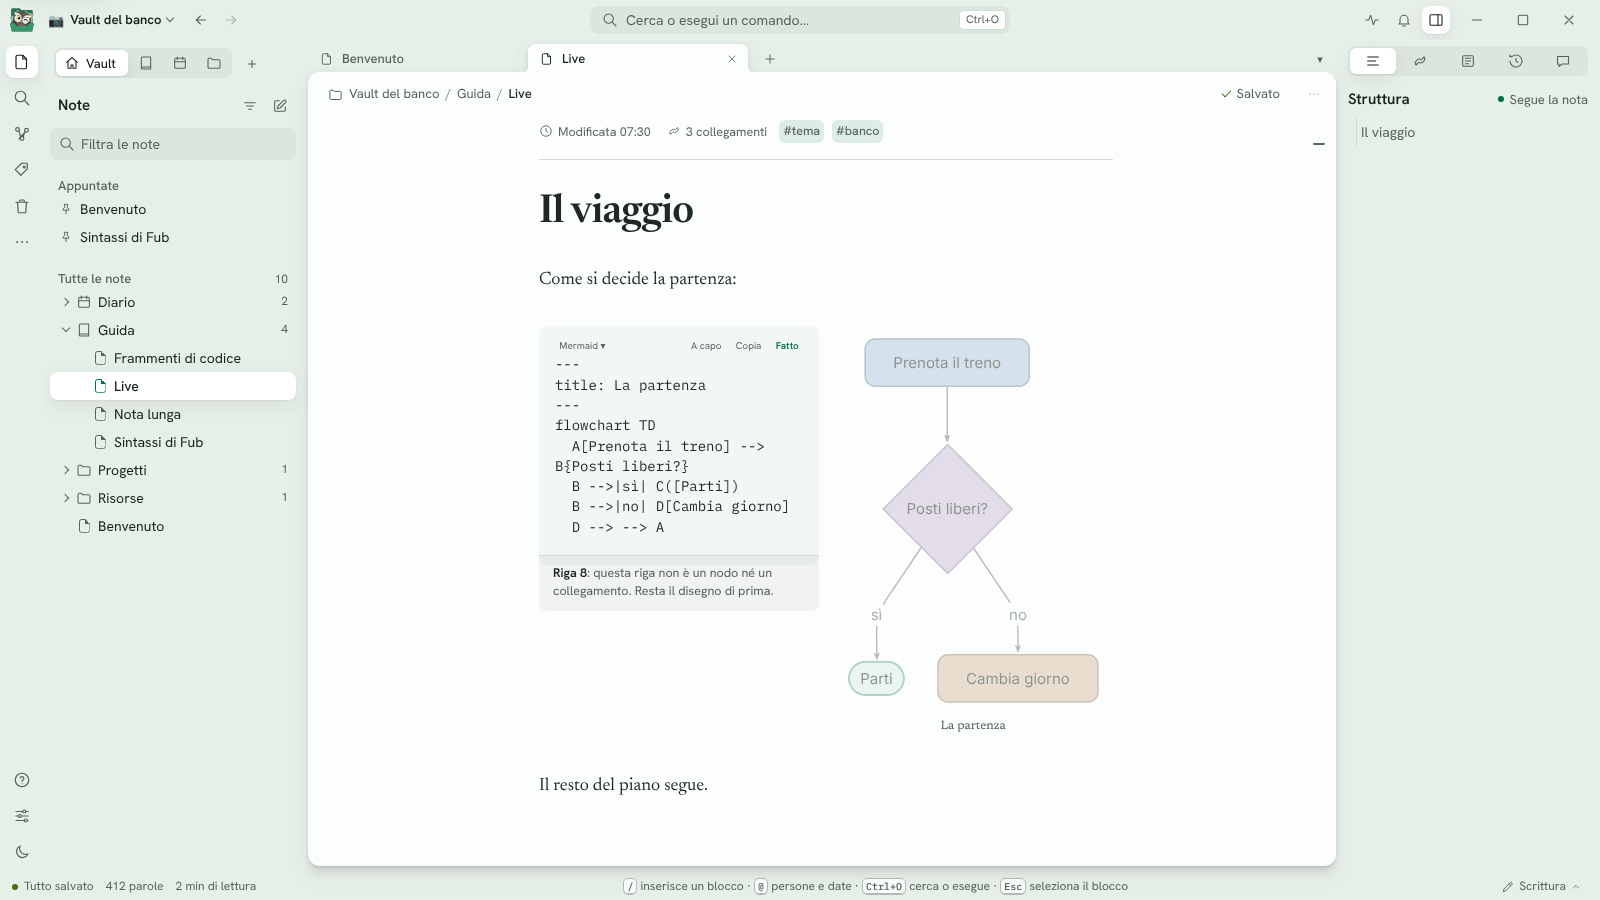 Vault del banco
Cerca o esegui un comando...
Ctrl+O
Vault
Benvenuto
Live
Note
Filtra le note
Appuntate
Benvenuto
Sintassi di Fub
Tutte le note 10
Diario 2
Guida 4
Frammenti di codice
Live
Nota lunga
Sintassi di Fub
Progetti 1
Risorse 1
Benvenuto
Vault del banco / Guida / Live
Salvato
Modificata 07:30
3 collegamenti
#tema
#banco
Il viaggio
Come si decide la partenza:
Mermaid ▾ A capo Copia Fatto
---
title: La partenza
---
flowchart TD
  A[Prenota il treno] -->
B{Posti liberi?}
  B -->|sì| C([Parti])
  B -->|no| D[Cambia giorno]
  D --> --> A
Riga 8: questa riga non è un nodo né un
collegamento. Resta il disegno di prima.
Prenota il treno
Posti liberi?
sì
no
Parti
Cambia giorno
La partenza
Il resto del piano segue.
Struttura
Segue la nota
Il viaggio
Tutto salvato 412 parole 2 min di lettura
/ inserisce un blocco · @ persone e date · Ctrl+O cerca o esegue · Esc seleziona il blocco
Scrittura